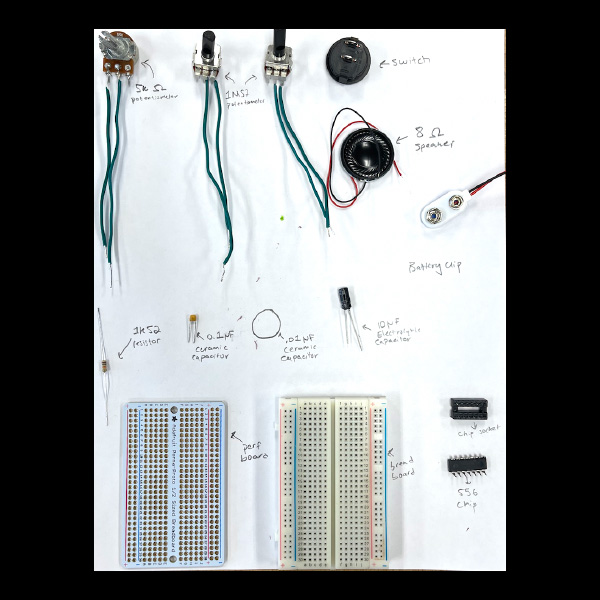 switch
5K Ω
potentiometer
1MΩ
potentiometer
8 Ω
speaker
Battery clip
1KΩ
resistor
0.1µF
ceramic
capacitor
.01µF
ceramic
capacitor
10µF
Electrolytic
capacitor
chip socket
perf
board
bread
board
556
chip